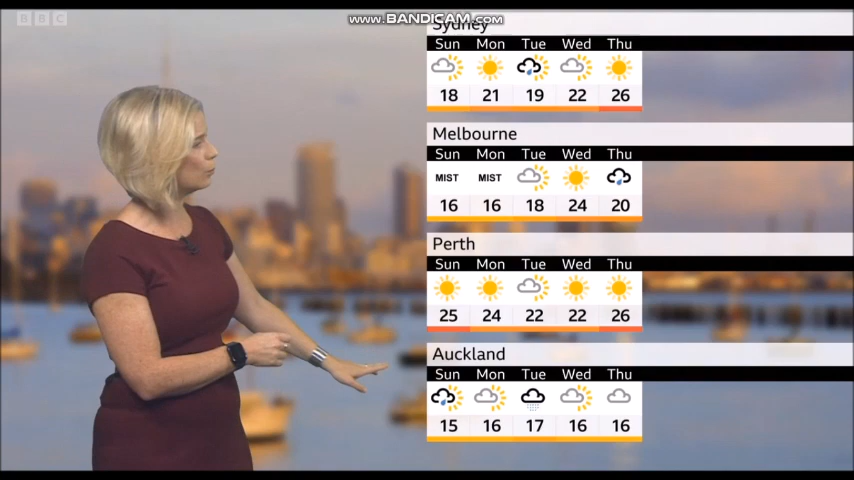 BBC
www.BANDICAM.com
Sydney
Sun Mon Tue Wed Thu
18 21 19 22 26
Melbourne
Sun Mon Tue Wed Thu
MIST MIST
16 16 18 24 20
Perth
Sun Mon Tue Wed Thu
25 24 22 22 26
Auckland
Sun Mon Tue Wed Thu
15 16 17 16 16